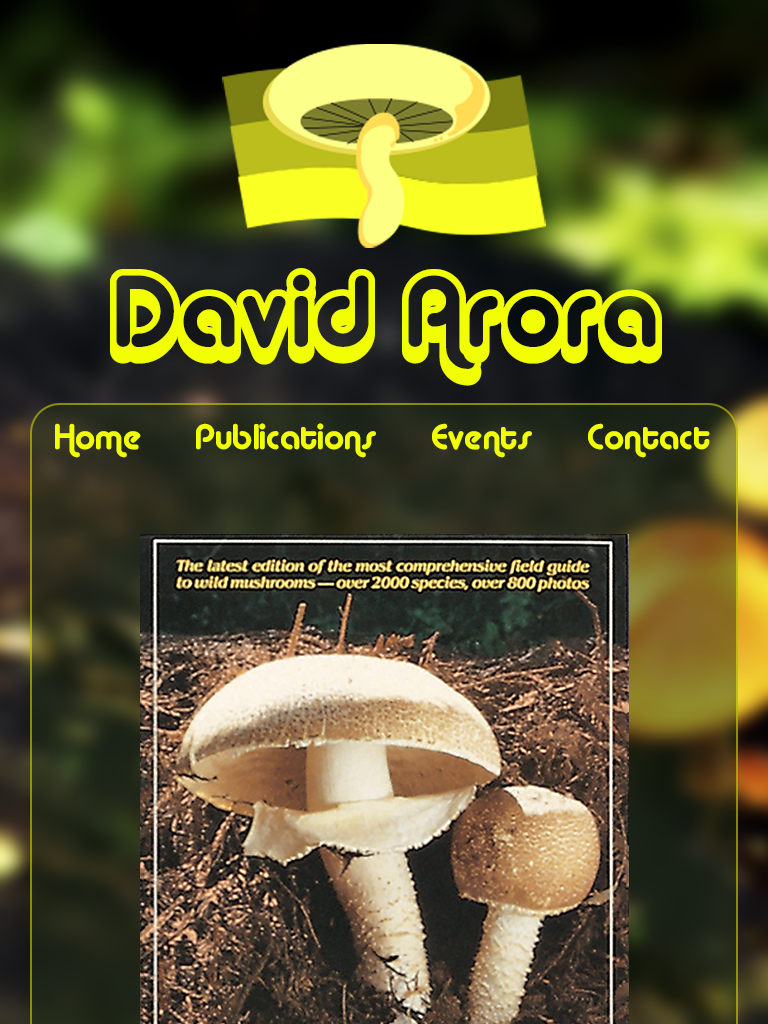 David Arora
Home Publications Events Contact
The latest edition of the most comprehensive field guide
to wild mushrooms — over 2000 species, over 800 photos